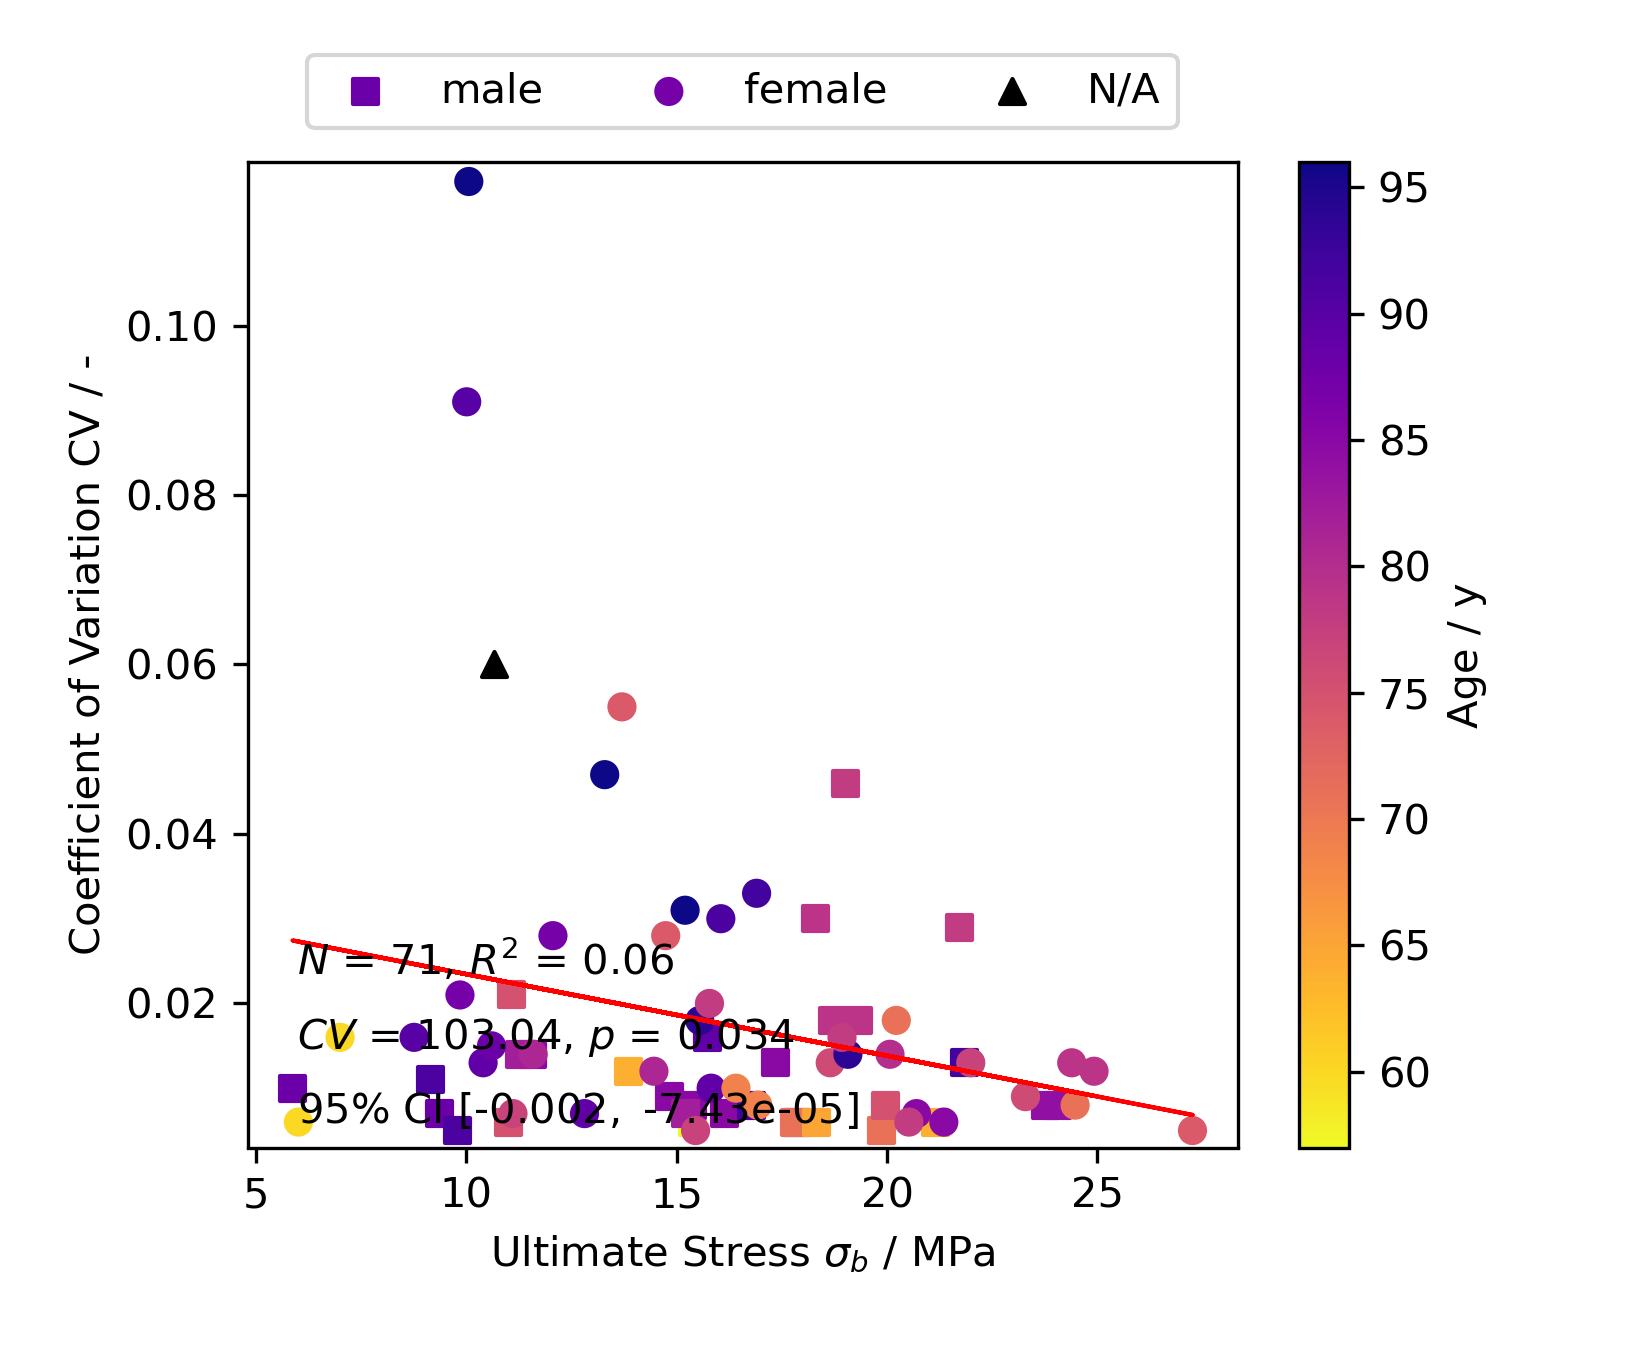 male female N/A
0.10
0.08
0.06
0.04
0.02
Coefficient of Variation CV / -
N = 71, R² = 0.06
CV = 103.04, p = 0.034
95% CI [-0.002, -7.43e-05]
5 10 15 20 25
Ultimate Stress σ_b / MPa
95
90
85
80
75
70
65
60
Age / y